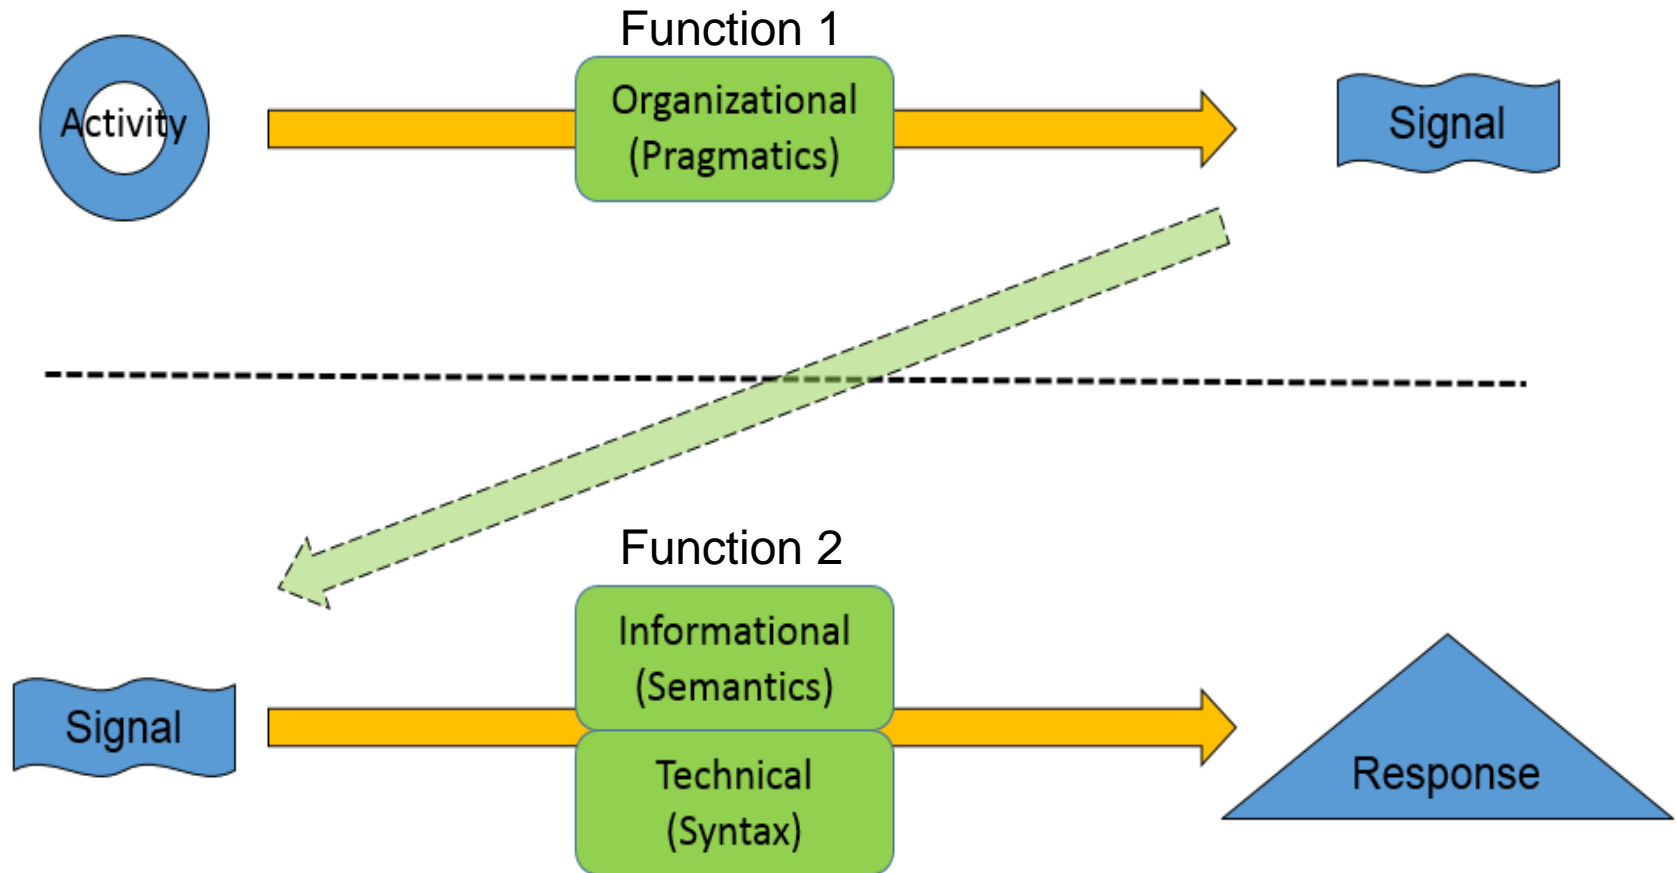 Function 1
Activity
Organizational
(Pragmatics)
Signal
Function 2
Informational
(Semantics)
Signal
Technical
(Syntax)
Response